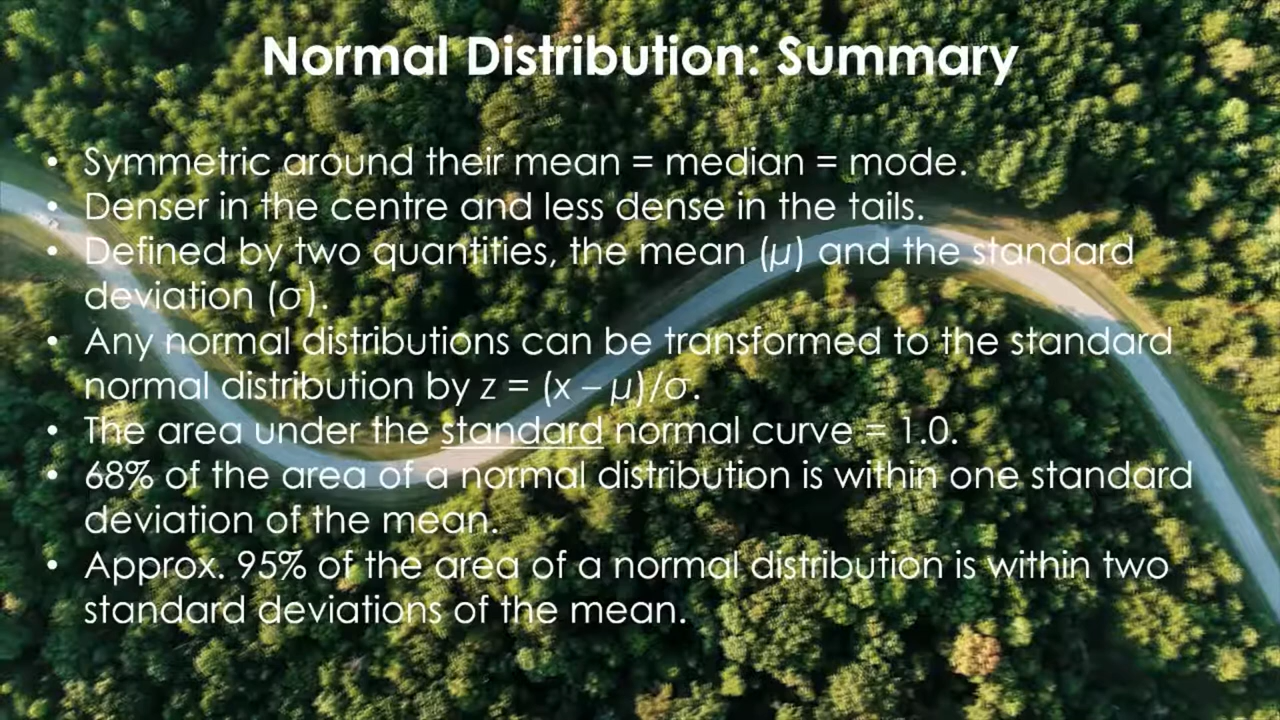 Normal Distribution: Summary
• Symmetric around their mean = median = mode.
• Denser in the centre and less dense in the tails.
• Defined by two quantities, the mean (μ) and the standard
deviation (σ).
• Any normal distributions can be transformed to the standard
normal distribution by z = (x – μ)/σ.
• The area under the standard normal curve = 1.0.
• 68% of the area of a normal distribution is within one standard
deviation of the mean.
• Approx. 95% of the area of a normal distribution is within two
standard deviations of the mean.